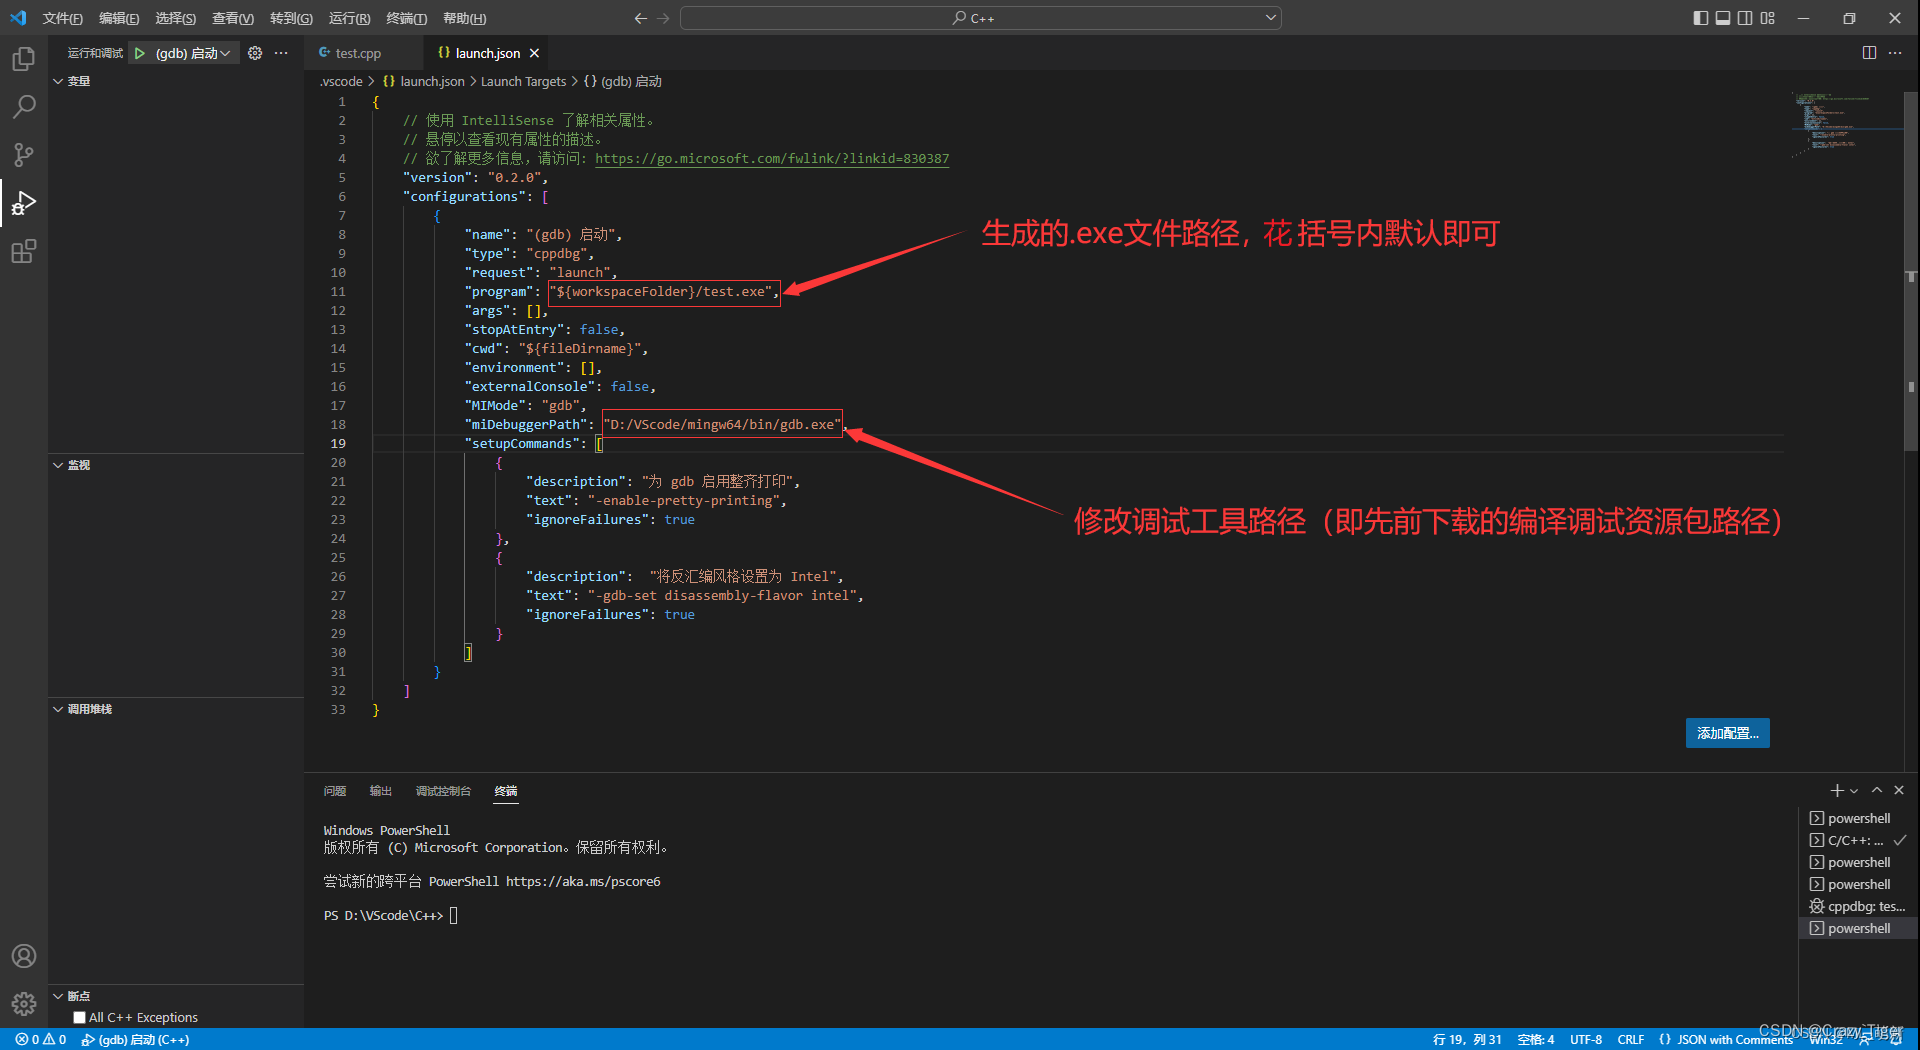 文件(F) 编辑(E) 选择(S) 查看(V) 转到(G) 运行(R) 终端(T) 帮助(H)
C++
运行和调试 (gdb) 启动
变量
监视
调用堆栈
断点
All C++ Exceptions
test.cpp
launch.json
.vscode > {} launch.json > Launch Targets > {} (gdb) 启动
1 {
2 // 使用 IntelliSense 了解相关属性。
3 // 悬停以查看现有属性的描述。
4 // 欲了解更多信息，请访问: https://go.microsoft.com/fwlink/?linkid=830387
5 "version": "0.2.0",
6 "configurations": [
7 {
8 "name": "(gdb) 启动",
9 "type": "cppdbg",
10 "request": "launch",
11 "program": "${workspaceFolder}/test.exe",
12 "args": [],
13 "stopAtEntry": false,
14 "cwd": "${fileDirname}",
15 "environment": [],
16 "externalConsole": false,
17 "MIMode": "gdb",
18 "miDebuggerPath": "D:/VScode/mingw64/bin/gdb.exe",
19 "setupCommands": [
20 {
21 "description": "为 gdb 启用整齐打印",
22 "text": "-enable-pretty-printing",
23 "ignoreFailures": true
24 },
25 {
26 "description":  "将反汇编风格设置为 Intel",
27 "text": "-gdb-set disassembly-flavor intel",
28 "ignoreFailures": true
29 }
30 ]
31 }
32 ]
33 }
生成的.exe文件路径，花括号内默认即可
修改调试工具路径（即先前下载的编译调试资源包路径）
添加配置...
问题 输出 调试控制台 终端
Windows PowerShell
版权所有 (C) Microsoft Corporation。保留所有权利。
尝试新的跨平台 PowerShell https://aka.ms/pscore6
PS D:\VScode\C++>
powershell
C/C++: ...
powershell
powershell
cppdbg: tes...
powershell
0 0 (gdb) 启动 (C++)
行 19，列 31 空格: 4 UTF-8 CRLF {} JSON with Comments Win32
CSDN @Crazy_Tiger